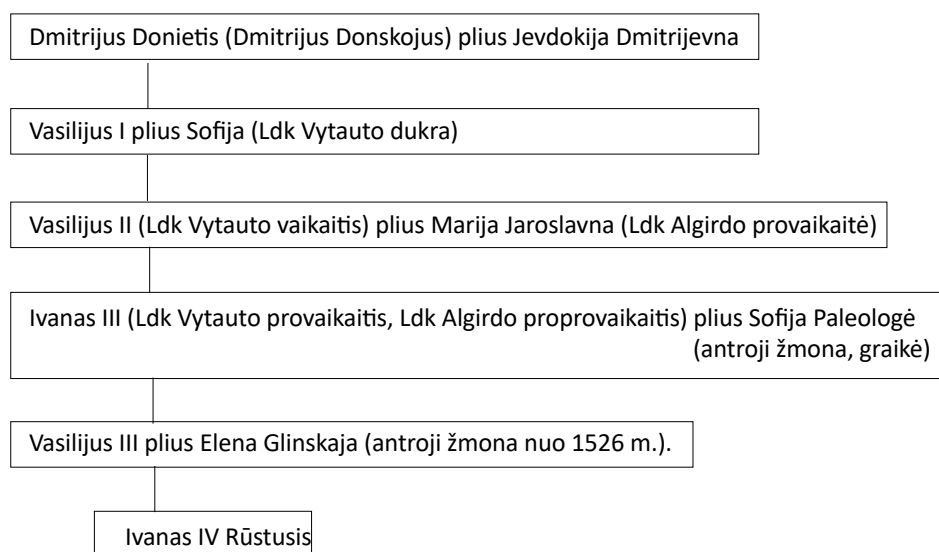 Dmitrijus Donietis (Dmitrijus Donskojus) plius Jevdokija Dmitrijevna
Vasilijus I plius Sofija (Ldk Vytauto dukra)
Vasilijus II (Ldk Vytauto vaikaitis) plius Marija Jaroslavna (Ldk Algirdo provaikaitė)
Ivanas III (Ldk Vytauto provaikaitis, Ldk Algirdo proprovaikaitis) plius Sofija Paleologė
(antroji žmona, graikė)
Vasilijus III plius Elena Glinskaja (antroji žmona nuo 1526 m.).
Ivanas IV Rūstusis